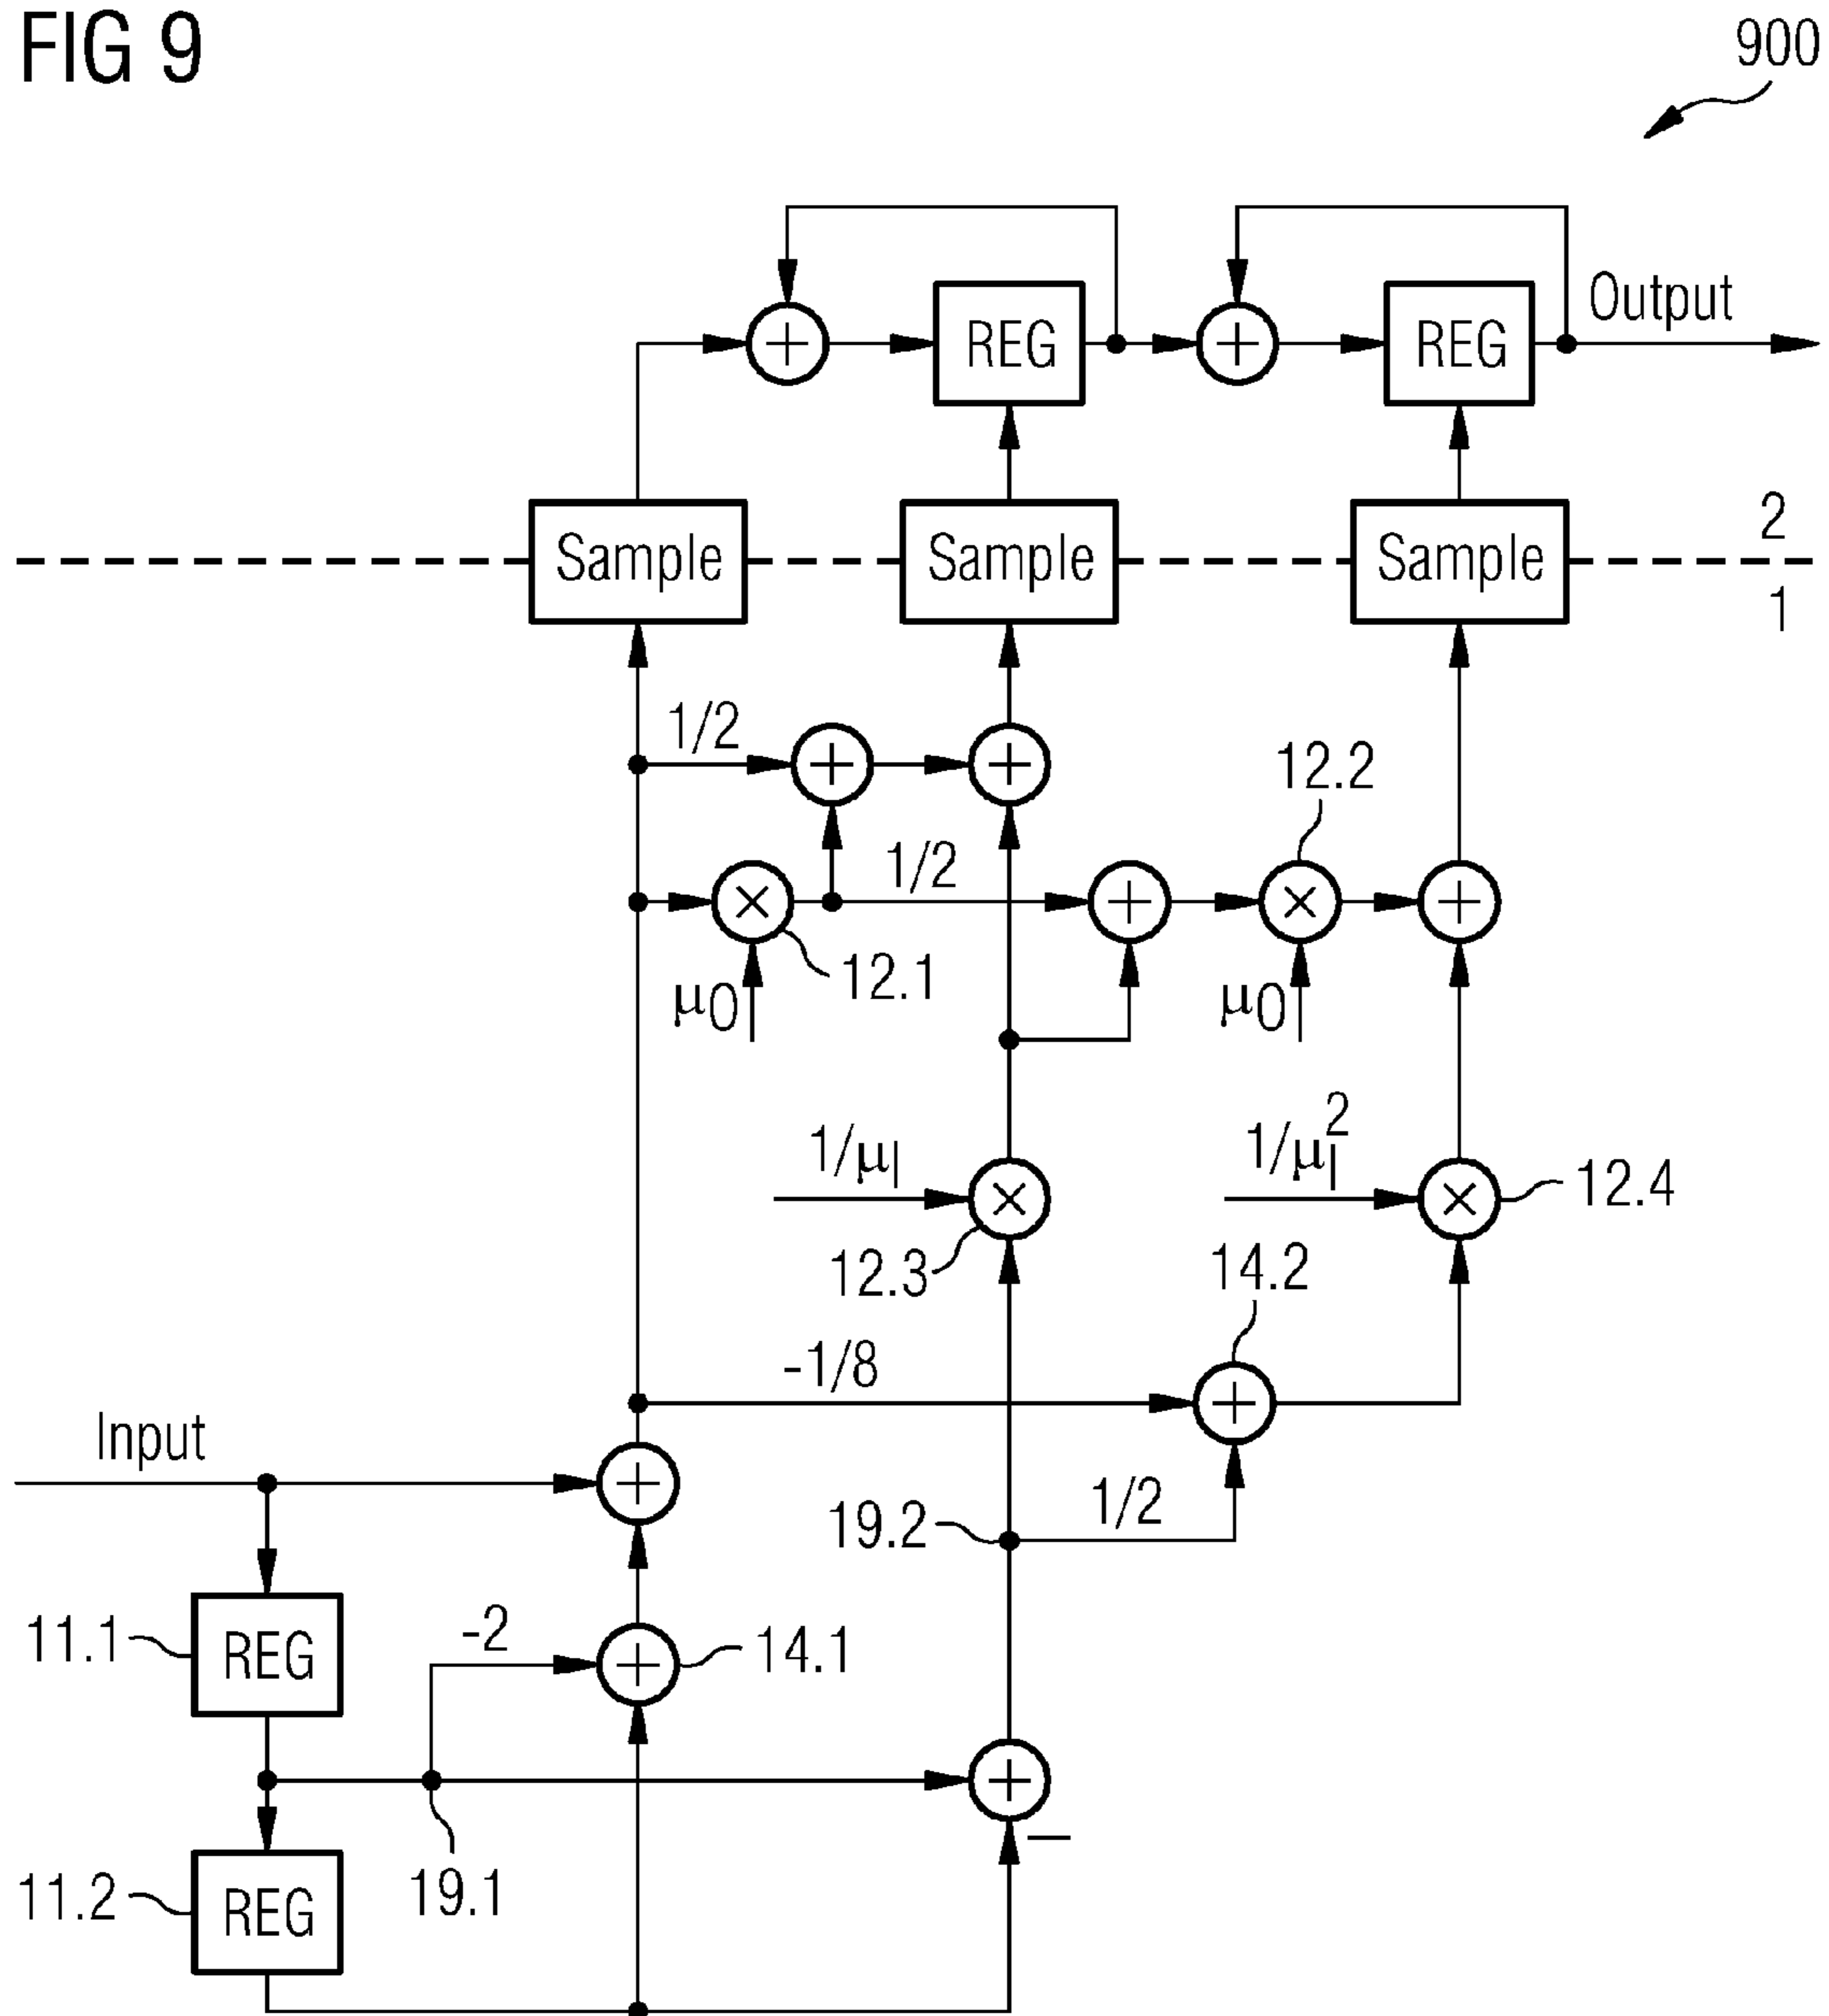 FIG 9
900
+ REG + REG Output
Sample Sample Sample 2
1
1/2 + +
12.2
× 1/2 + × +
12.1
μ0 μ0
1/μI 1/μI²
× × 12.4
12.3 14.2
-1/8 +
Input +
19.2 1/2
11.1 REG -2 + 14.1
+
–
11.2 REG 19.1